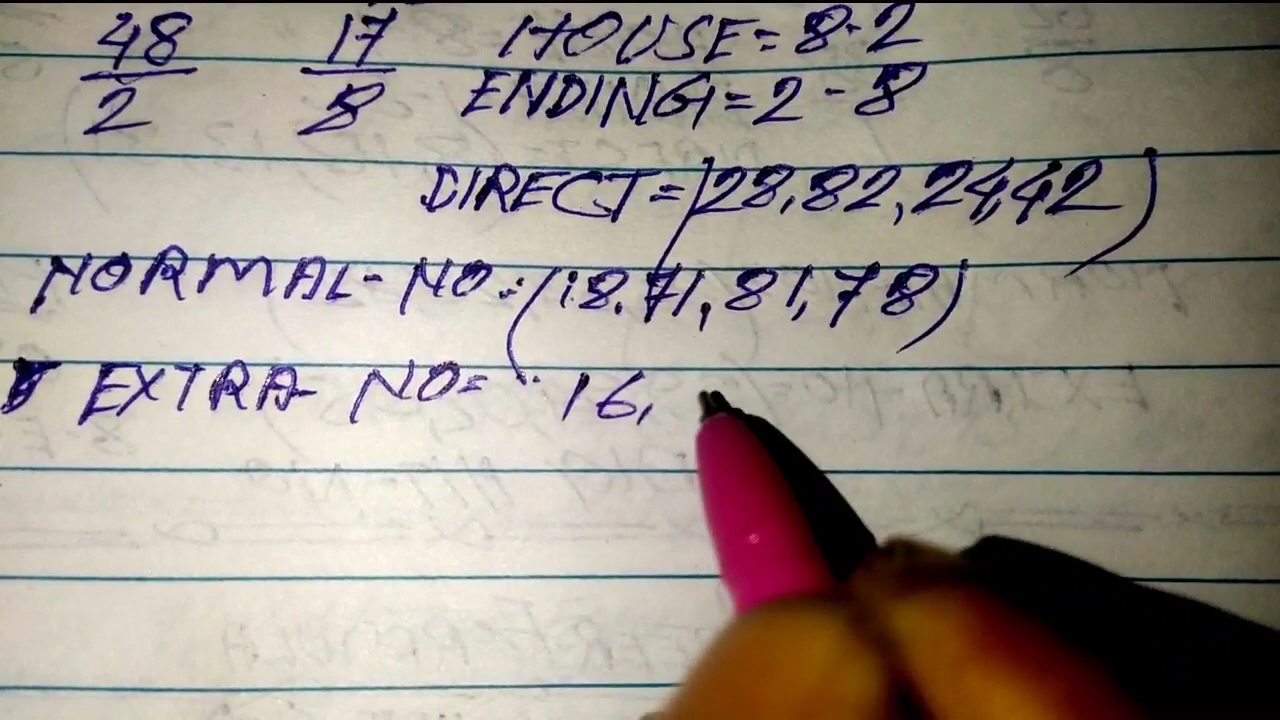 48 17 HOUSE = 8-2
2 8 ENDING = 2 - 8
DIRECT = (28,82,24,42)
NORMAL- NO : (18.71,81,78)
EXTRA- NO = 16,